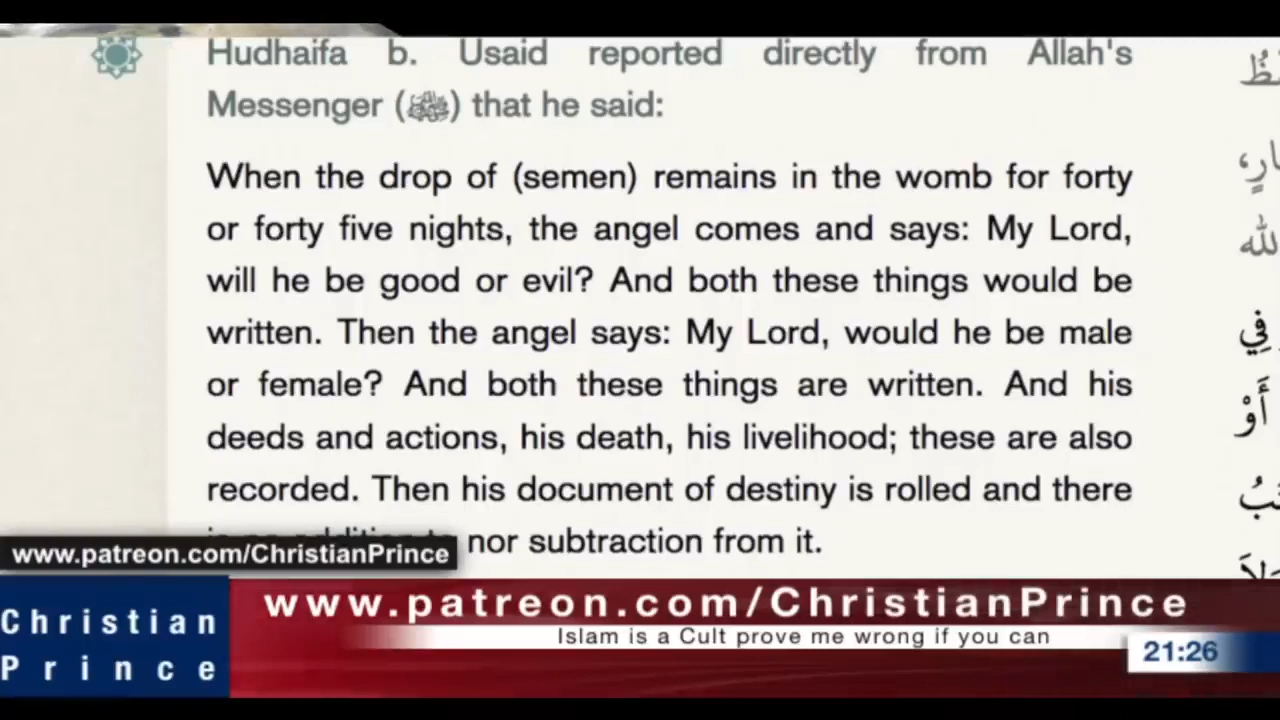 Hudhaifa b. Usaid reported directly from Allah's
Messenger (ﷺ) that he said:
When the drop of (semen) remains in the womb for forty
or forty five nights, the angel comes and says: My Lord,
will he be good or evil? And both these things would be
written. Then the angel says: My Lord, would he be male
or female? And both these things are written. And his
deeds and actions, his death, his livelihood; these are also
recorded. Then his document of destiny is rolled and there
nor subtraction from it.
www.patreon.com/ChristianPrince
www.patreon.com/ChristianPrince
Islam is a Cult prove me wrong if you can
Christian
Prince
21:26
الله
فِي
أَوْ